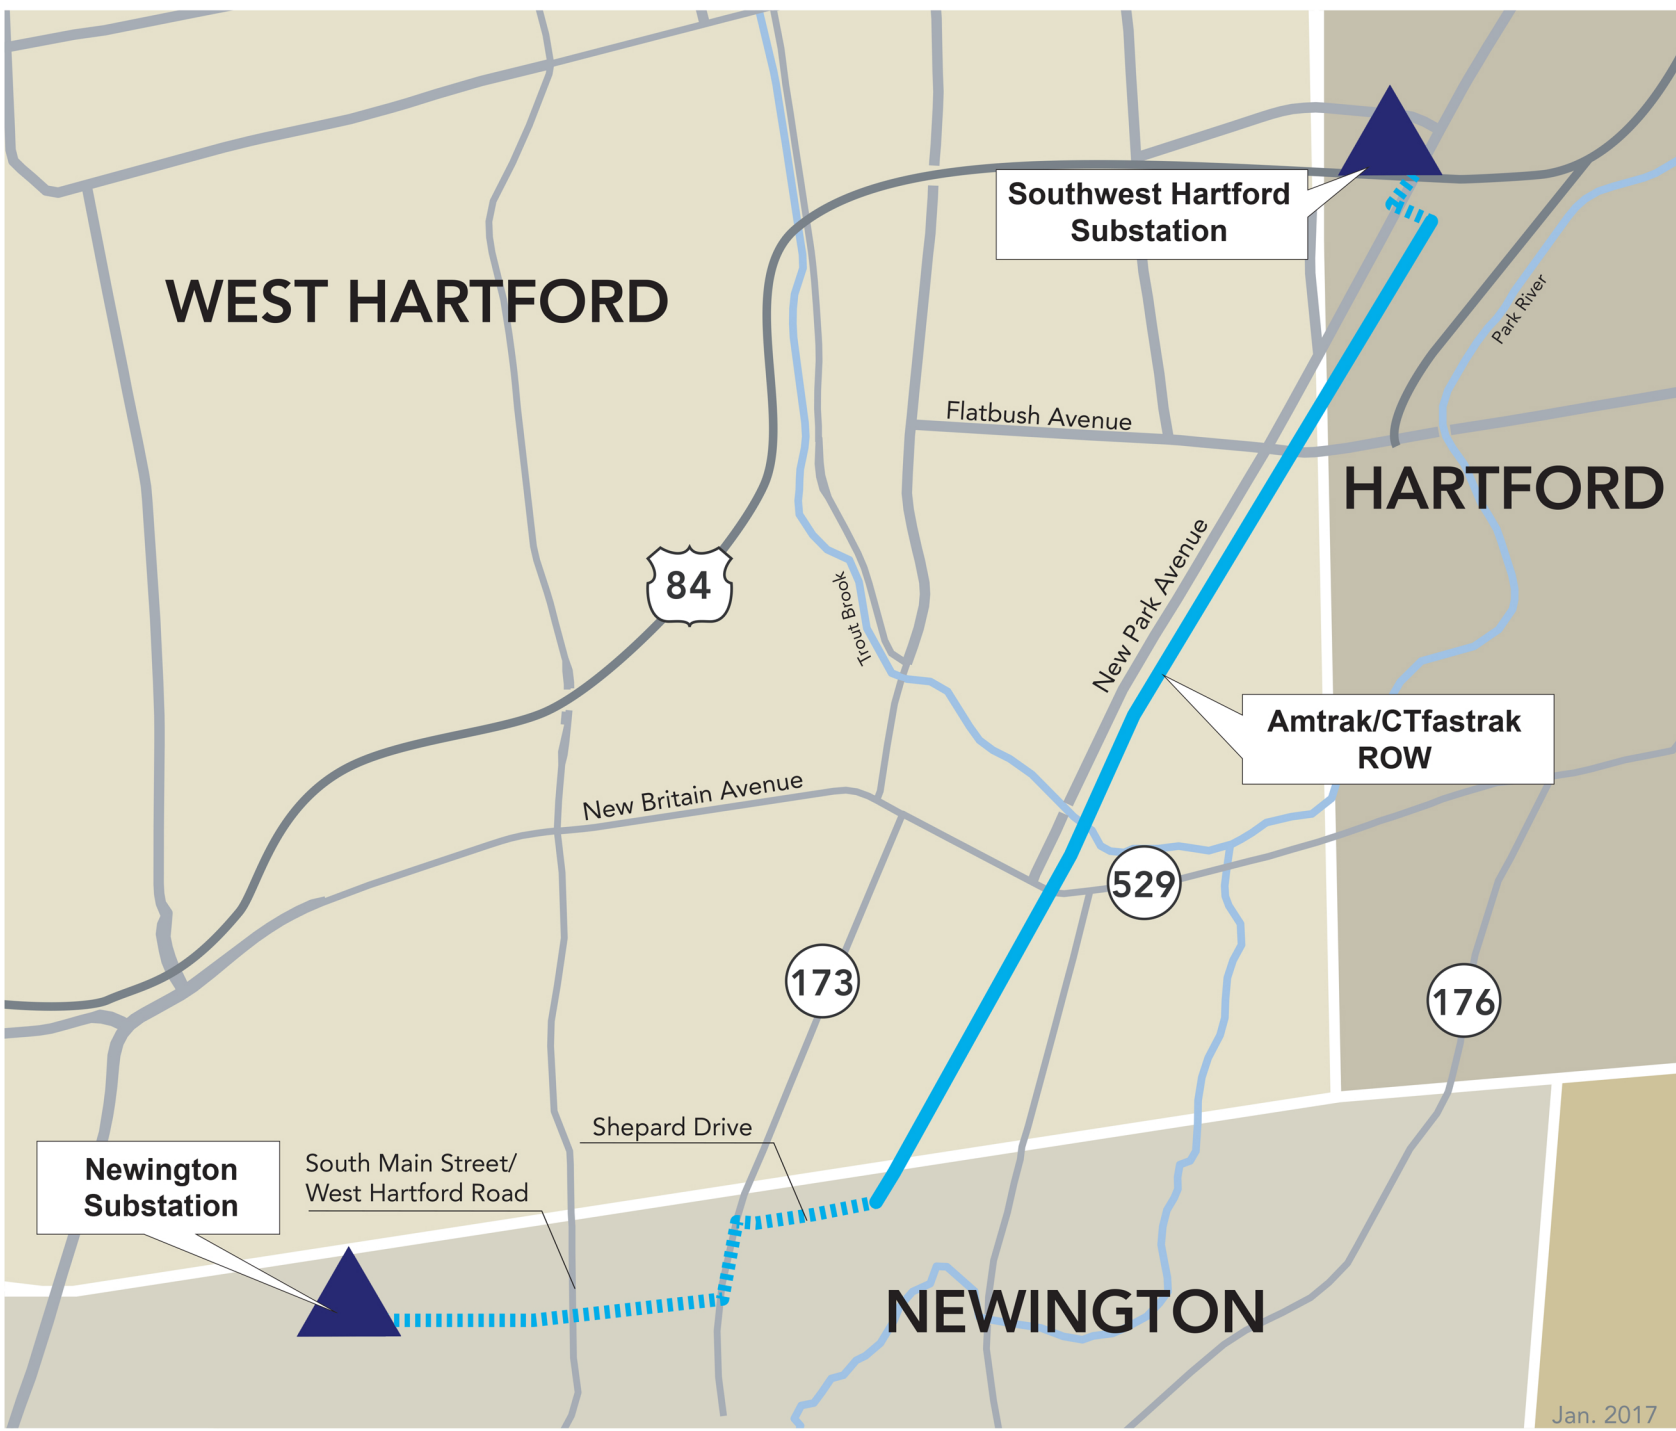 Southwest Hartford
Substation
WEST HARTFORD
Park River
Flatbush Avenue
HARTFORD
New Park Avenue
84
Trout Brook
Amtrak/CTfastrak
ROW
New Britain Avenue
529
173
176
Shepard Drive
Newington
Substation
South Main Street/
West Hartford Road
NEWINGTON
Jan. 2017